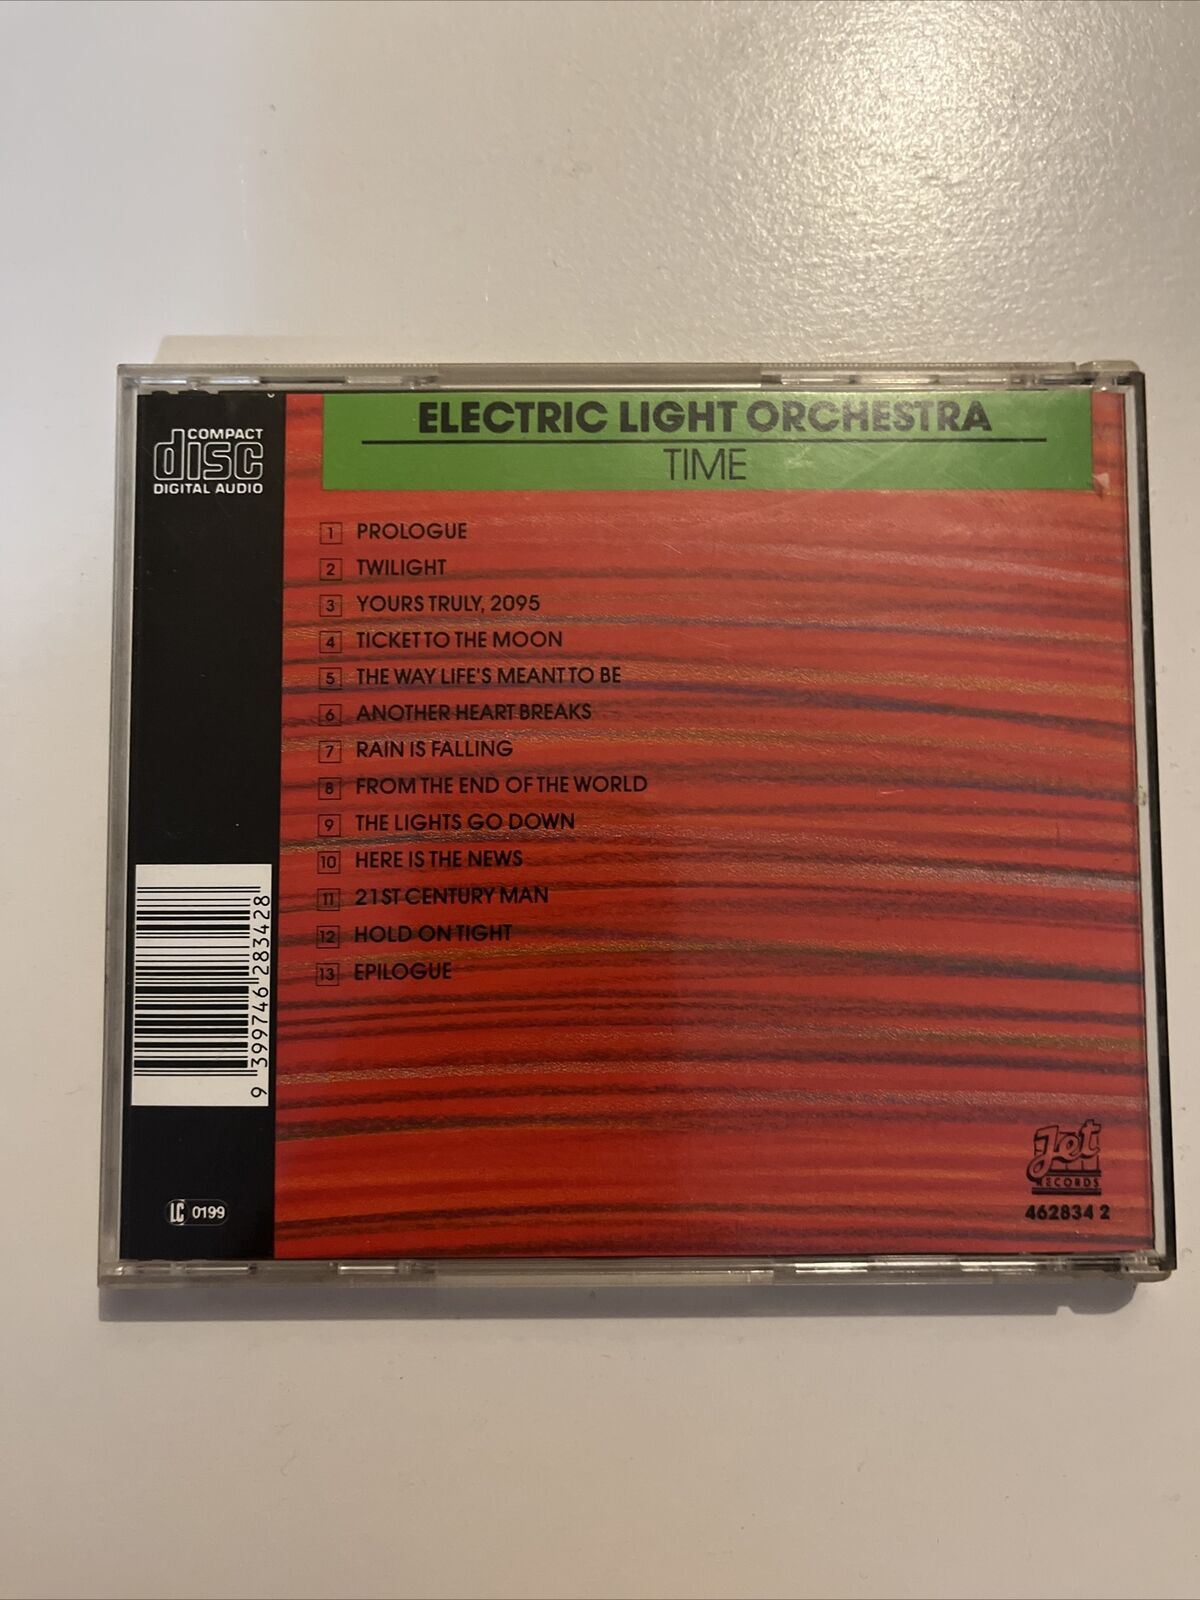 COMPACT
disc
DIGITAL AUDIO
ELECTRIC LIGHT ORCHESTRA
TIME
1 PROLOGUE
2 TWILIGHT
3 YOURS TRULY, 2095
4 TICKET TO THE MOON
5 THE WAY LIFE'S MEANT TO BE
6 ANOTHER HEART BREAKS
7 RAIN IS FALLING
8 FROM THE END OF THE WORLD
9 THE LIGHTS GO DOWN
10 HERE IS THE NEWS
11 21ST CENTURY MAN
12 HOLD ON TIGHT
13 EPILOGUE
9 399746 283428
LC 0199
Jet
RECORDS
462834 2